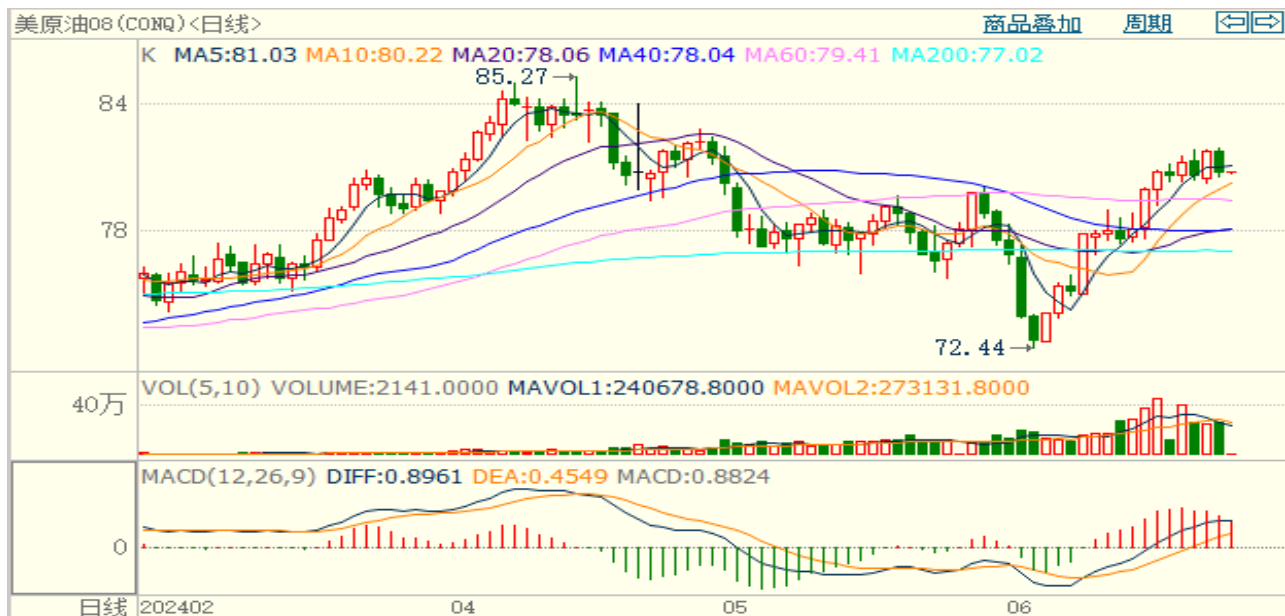 美原油08(CONQ)<日线> 商品叠加 周期
K MA5:81.03 MA10:80.22 MA20:78.06 MA40:78.04 MA60:79.41 MA200:77.02
85.27
84
78
72.44
VOL(5,10) VOLUME:2141.0000 MAVOL1:240678.8000 MAVOL2:273131.8000
40万
MACD(12,26,9) DIFF:0.8961 DEA:0.4549 MACD:0.8824
0
日线 202402 04 05 06